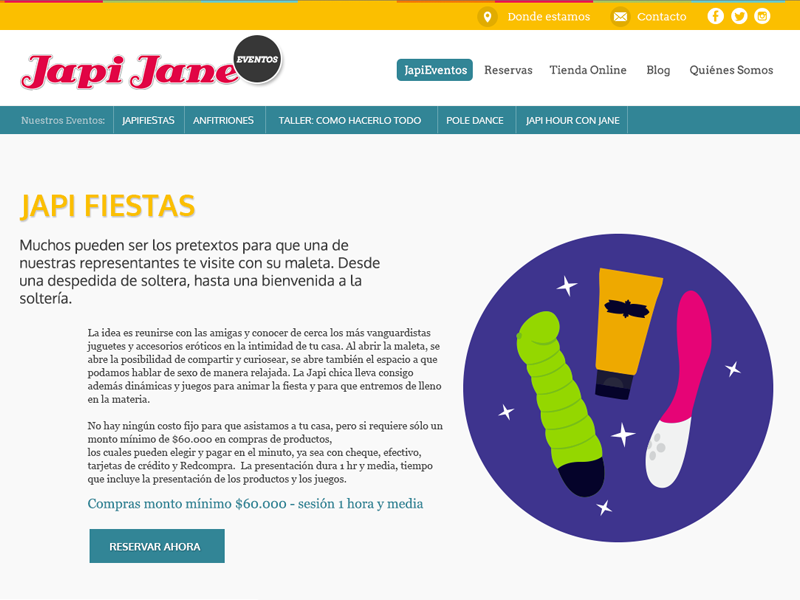 Donde estamos Contacto
Japi Jane EVENTOS
JapiEventos Reservas Tienda Online Blog Quiénes Somos
Nuestros Eventos: JAPIFIESTAS ANFITRIONES TALLER: COMO HACERLO TODO POLE DANCE JAPI HOUR CON JANE
JAPI FIESTAS
Muchos pueden ser los pretextos para que una de
nuestras representantes te visite con su maleta. Desde
una despedida de soltera, hasta una bienvenida a la
soltería.
La idea es reunirse con las amigas y conocer de cerca los más vanguardistas
juguetes y accesorios eróticos en la intimidad de tu casa. Al abrir la maleta, se
abre la posibilidad de compartir y curiosear, se abre también el espacio a que
podamos hablar de sexo de manera relajada. La Japi chica lleva consigo
además dinámicas y juegos para animar la fiesta y para que entremos de lleno
en la materia.
No hay ningún costo fijo para que asistamos a tu casa, pero si requiere sólo un
monto mínimo de $60.000 en compras de productos,
los cuales pueden elegir y pagar en el minuto, ya sea con cheque, efectivo,
tarjetas de crédito y Redcompra. La presentación dura 1 hr y media, tiempo
que incluye la presentación de los productos y los juegos.
Compras monto mínimo $60.000 - sesión 1 hora y media
RESERVAR AHORA